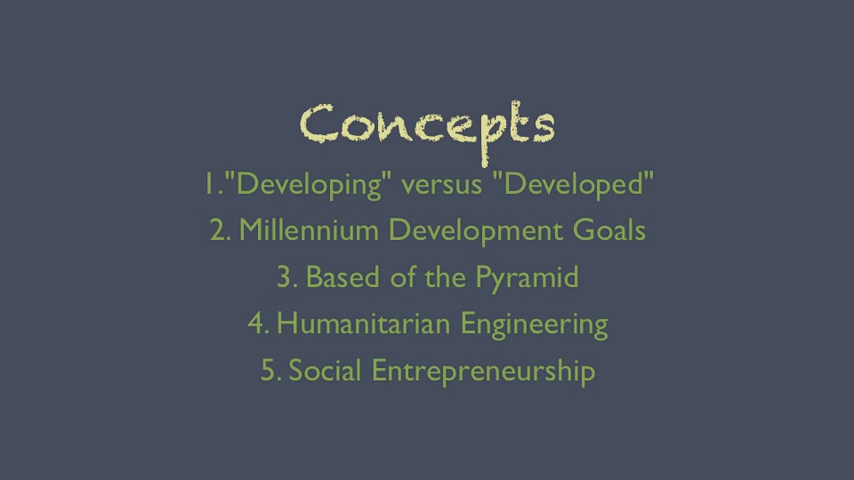 Concepts
1."Developing" versus "Developed"
2. Millennium Development Goals
3. Based of the Pyramid
4. Humanitarian Engineering
5. Social Entrepreneurship